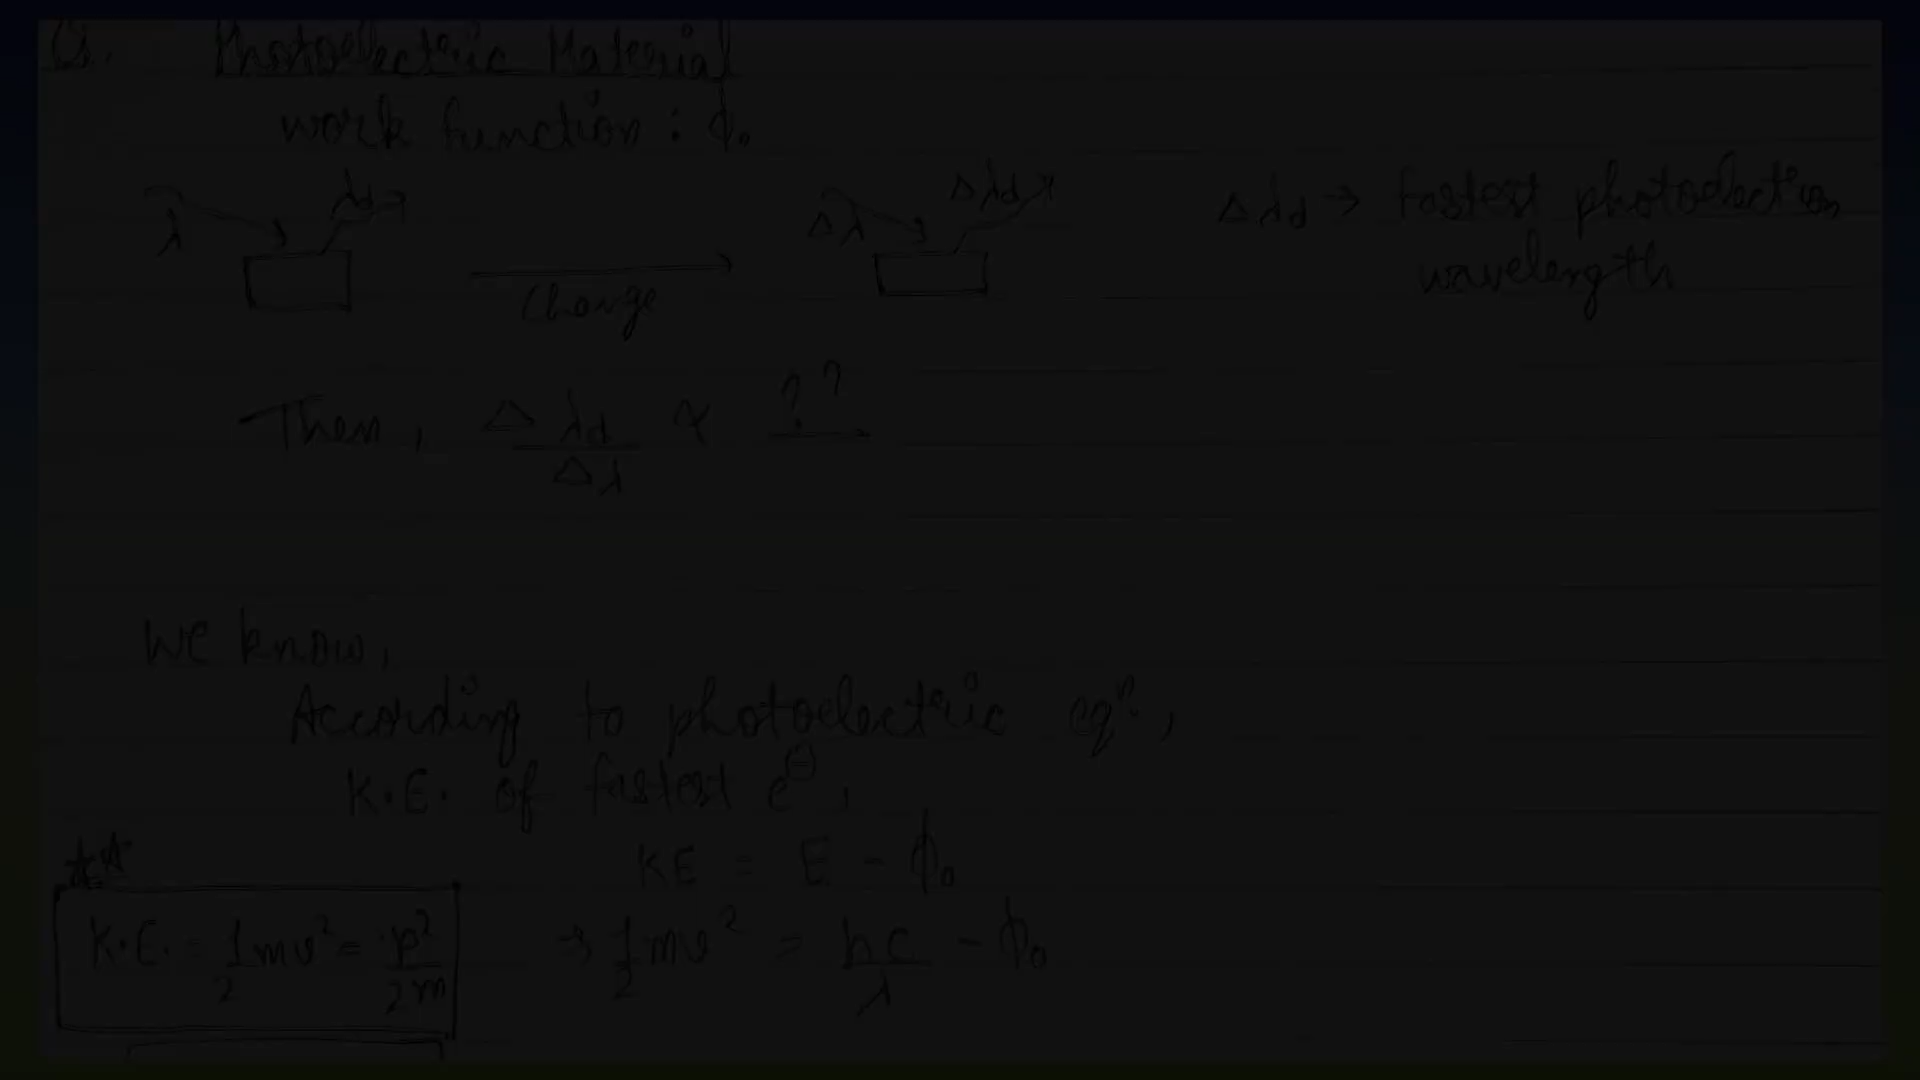 Q. Photoelectric Material
work function : ϕ₀
λ λd Change Δλ Δλd
Δλd → fastest photoelectron
wavelength
Then, Δλd / Δλ ∝ ??
We know,
According to photoelectric eqⁿ,
K.E. of fastest e⊖,
KE = E - ϕ₀
K.E. = 1/2 mv² = p²/2m
→ 1/2 mv² = hc/λ - ϕ₀